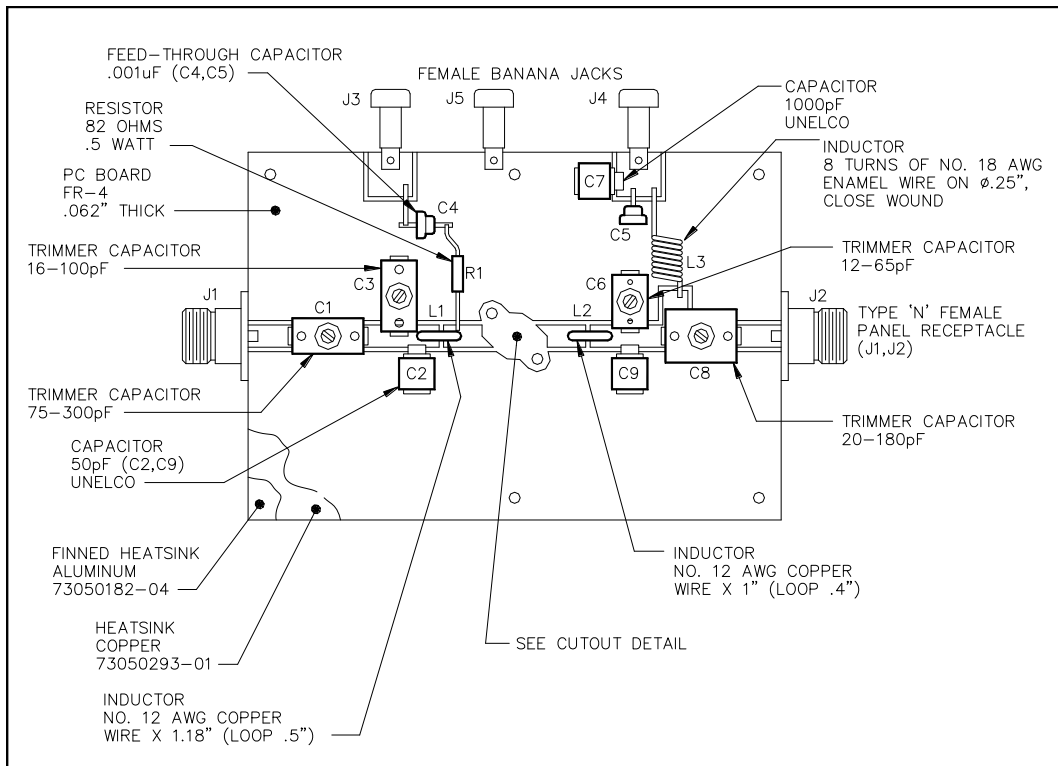 FEED-THROUGH CAPACITOR
.001uF (C4,C5)
FEMALE BANANA JACKS
J3
J5
J4
CAPACITOR
1000pF
UNELCO
RESISTOR
82 OHMS
.5 WATT
INDUCTOR
8 TURNS OF NO. 18 AWG
ENAMEL WIRE ON ø.25",
CLOSE WOUND
PC BOARD
FR-4
.062" THICK
C7
C4
C5
TRIMMER CAPACITOR
16-100pF
TRIMMER CAPACITOR
12-65pF
C3
R1
C6
L3
J1
C1
L1
L2
J2
TYPE 'N' FEMALE
PANEL RECEPTACLE
(J1,J2)
C2
C9
C8
TRIMMER CAPACITOR
75-300pF
TRIMMER CAPACITOR
20-180pF
CAPACITOR
50pF (C2,C9)
UNELCO
FINNED HEATSINK
ALUMINUM
73050182-04
INDUCTOR
NO. 12 AWG COPPER
WIRE X 1" (LOOP .4")
HEATSINK
COPPER
73050293-01
SEE CUTOUT DETAIL
INDUCTOR
NO. 12 AWG COPPER
WIRE X 1.18" (LOOP .5")